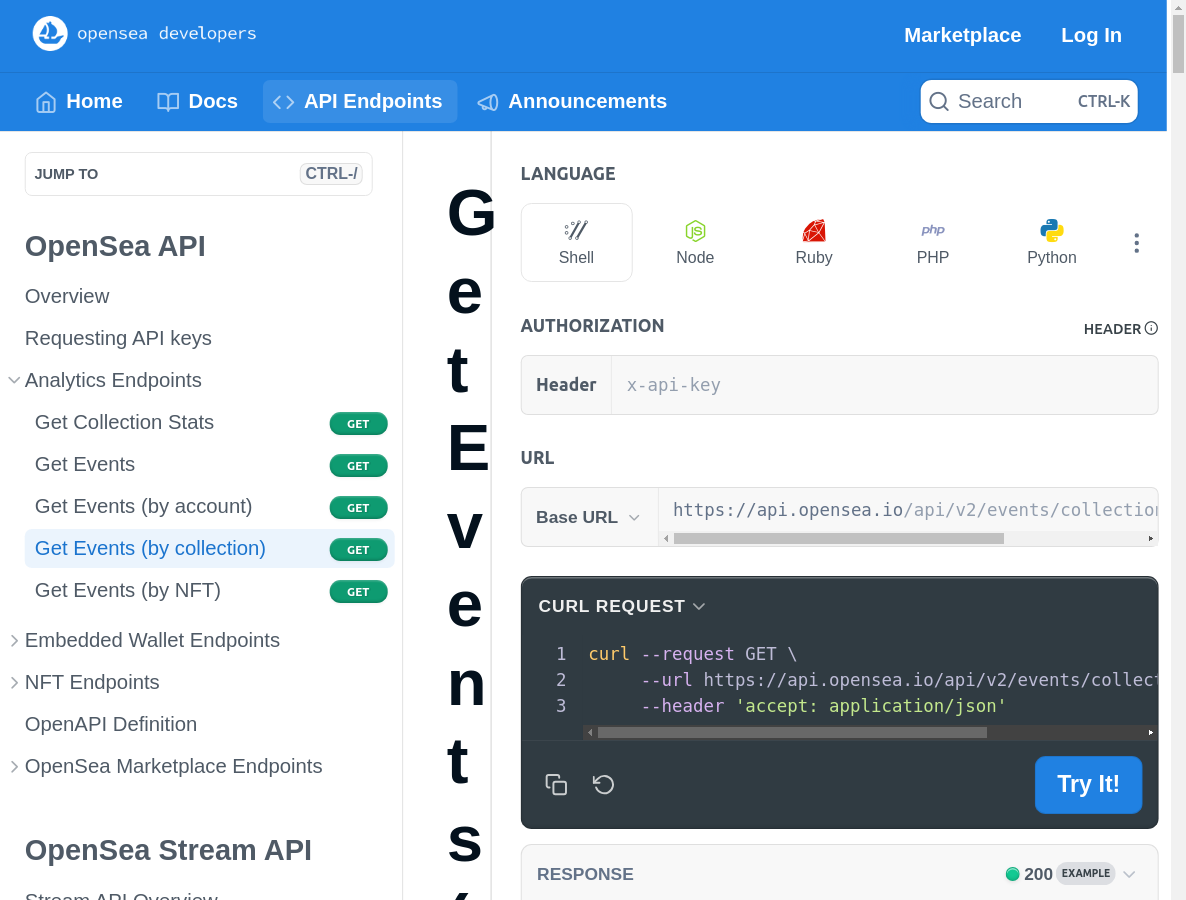 opensea developers
Marketplace
Log In
Home
Docs
API Endpoints
Announcements
Search
CTRL-K
JUMP TO
CTRL-/
OpenSea API
Overview
Requesting API keys
Analytics Endpoints
Get Collection Stats
GET
Get Events
GET
Get Events (by account)
GET
Get Events (by collection)
GET
Get Events (by NFT)
GET
Embedded Wallet Endpoints
NFT Endpoints
OpenAPI Definition
OpenSea Marketplace Endpoints
OpenSea Stream API
Stream API Overview
G
e
t
E
v
e
n
t
s
(
LANGUAGE
Shell
Node
Ruby
php
PHP
Python
AUTHORIZATION
HEADER
Header
x-api-key
URL
Base URL
https://api.opensea.io/api/v2/events/collection
CURL REQUEST
1 curl --request GET \
2 --url https://api.opensea.io/api/v2/events/collect
3 --header 'accept: application/json'
Try It!
RESPONSE
200 EXAMPLE